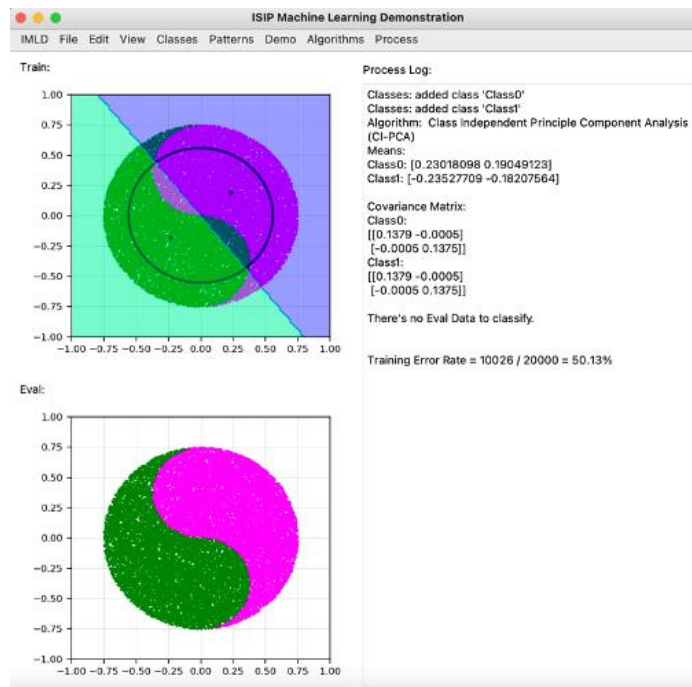 ISIP Machine Learning Demonstration
IMLD File Edit View Classes Patterns Demo Algorithms Process
Train:
1.00
0.75
0.50
0.25
0.00
−0.25
−0.50
−0.75
−1.00
−1.00 −0.75 −0.50 −0.25 0.00 0.25 0.50 0.75 1.00
Eval:
1.00
0.75
0.50
0.25
0.00
−0.25
−0.50
−0.75
−1.00
−1.00 −0.75 −0.50 −0.25 0.00 0.25 0.50 0.75 1.00
Process Log:
Classes: added class 'Class0'
Classes: added class 'Class1'
Algorithm: Class Independent Principle Component Analysis
(CI-PCA)
Means:
Class0: [0.23018098 0.19049123]
Class1: [-0.23527709 -0.18207564]
Covariance Matrix:
Class0:
[[0.1379 -0.0005]
[-0.0005 0.1375]]
Class1:
[[0.1379 -0.0005]
[-0.0005 0.1375]]
There's no Eval Data to classify.
Training Error Rate = 10026 / 20000 = 50.13%